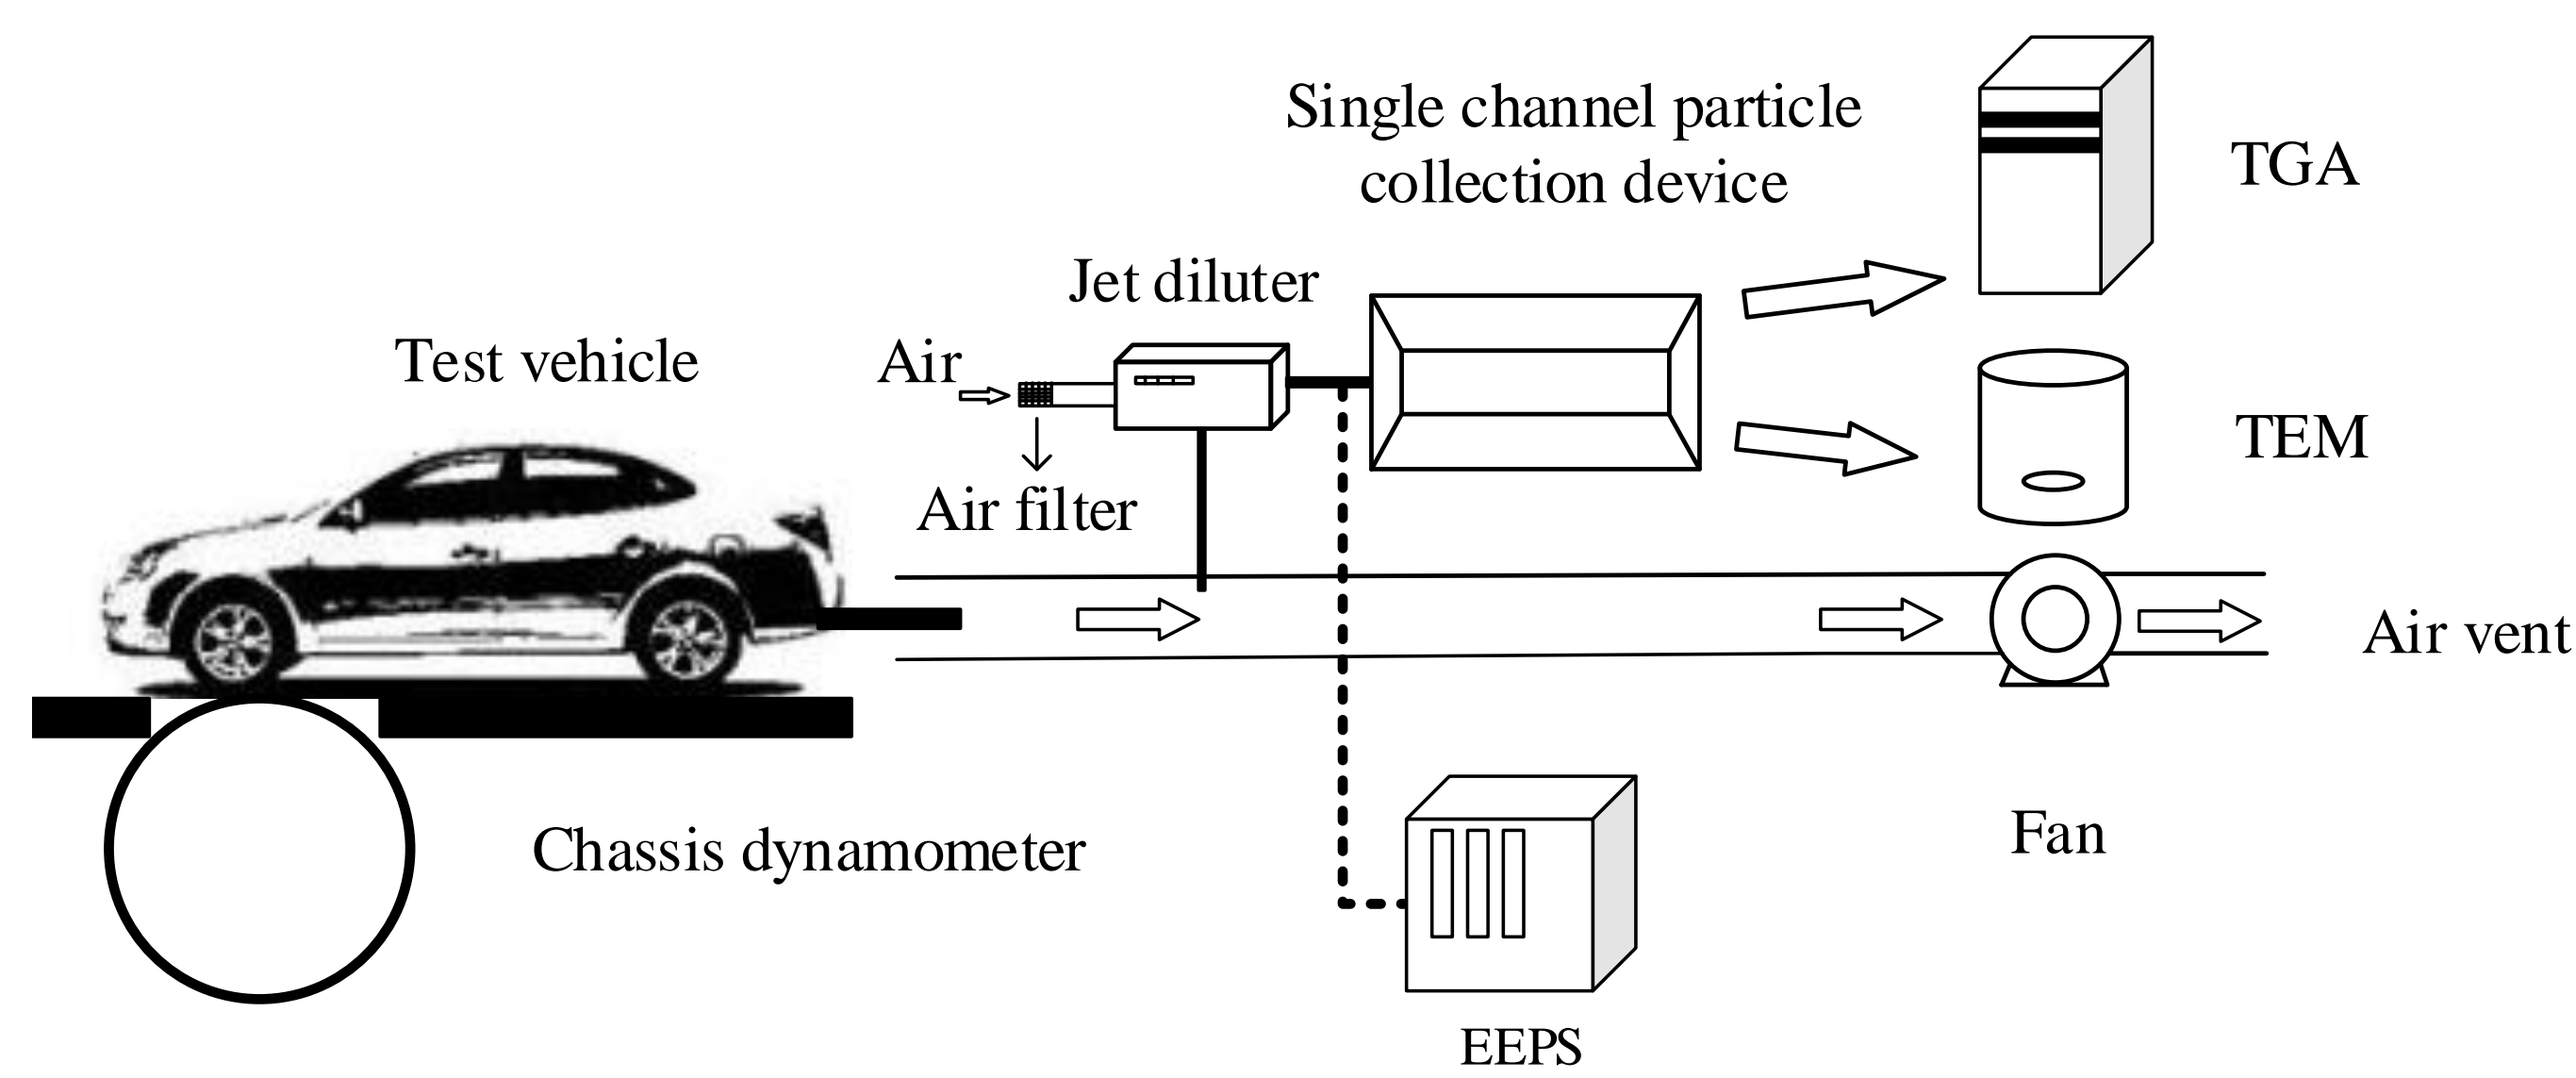 Single channel particle
collection device
TGA
Jet diluter
Test vehicle
Air
TEM
Air filter
Air vent
Chassis dynamometer
Fan
EEPS